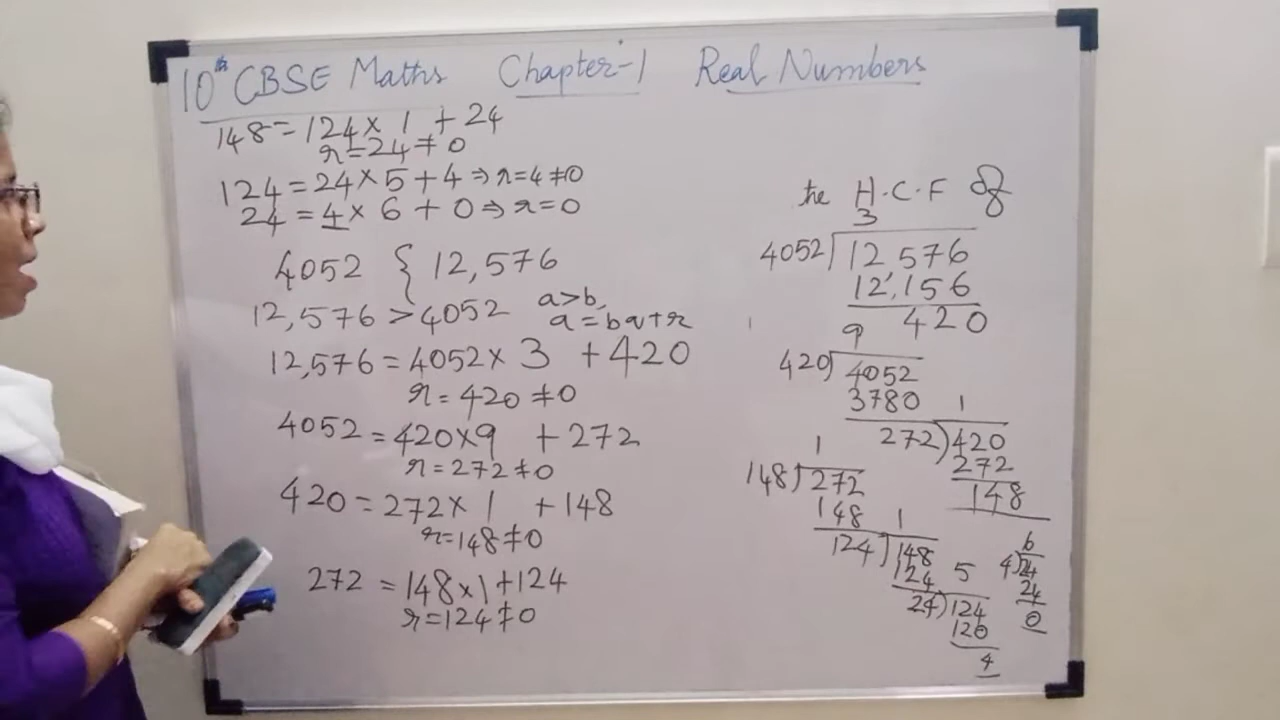 10th CBSE Maths Chapter-1 Real Numbers
148=124×1+24
r=24≠0
124=24×5+4⇒r=4≠0
24=4×6+0⇒r=0
4052 { 12,576
12,576>4052 a>b,
a=bq+r
12,576=4052×3+420
r=420≠0
4052=420×9+272
r=272≠0
420=272×1+148
r=148≠0
272=148×1+124
r=124≠0
the H.C.F of
3
4052)12576
12,156
420
9
420)4052
3780 1
272)420
272
148
1
148)272
148 1
124)148
124 5
24)124
120
4
6
4)24
24
0